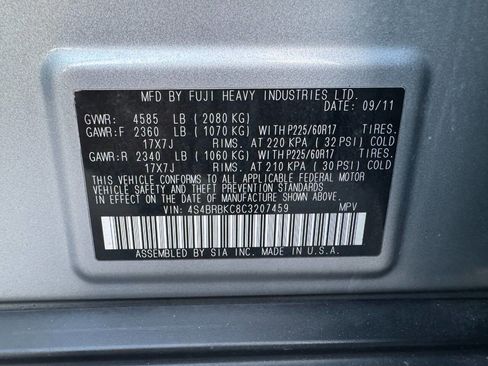 MFD BY FUJI HEAVY INDUSTRIES LTD.
DATE: 09/11
GVWR: 4585 LB ( 2080 KG)
GAWR:F 2360 LB ( 1070 KG) WITH P225/60R17 TIRES.
17X7J RIMS. AT 220 KPA ( 32 PSI) COLD
GAWR:R 2340 LB ( 1060 KG) WITH P225/60R17 TIRES.
17X7J RIMS. AT 210 KPA ( 30 PSI) COLD
THIS VEHICLE CONFORMS TO ALL APPLICABLE FEDERAL MOTOR
VEHICLE SAFETY AND THEFT PREVENTION STANDARDS
IN EFFECT ON THE DATE OF MANUFACTURE SHOWN ABOVE.
VIN: 4S4BRBKC8C3207459 MPV
ASSEMBLED BY SIA INC. MADE IN U.S.A.